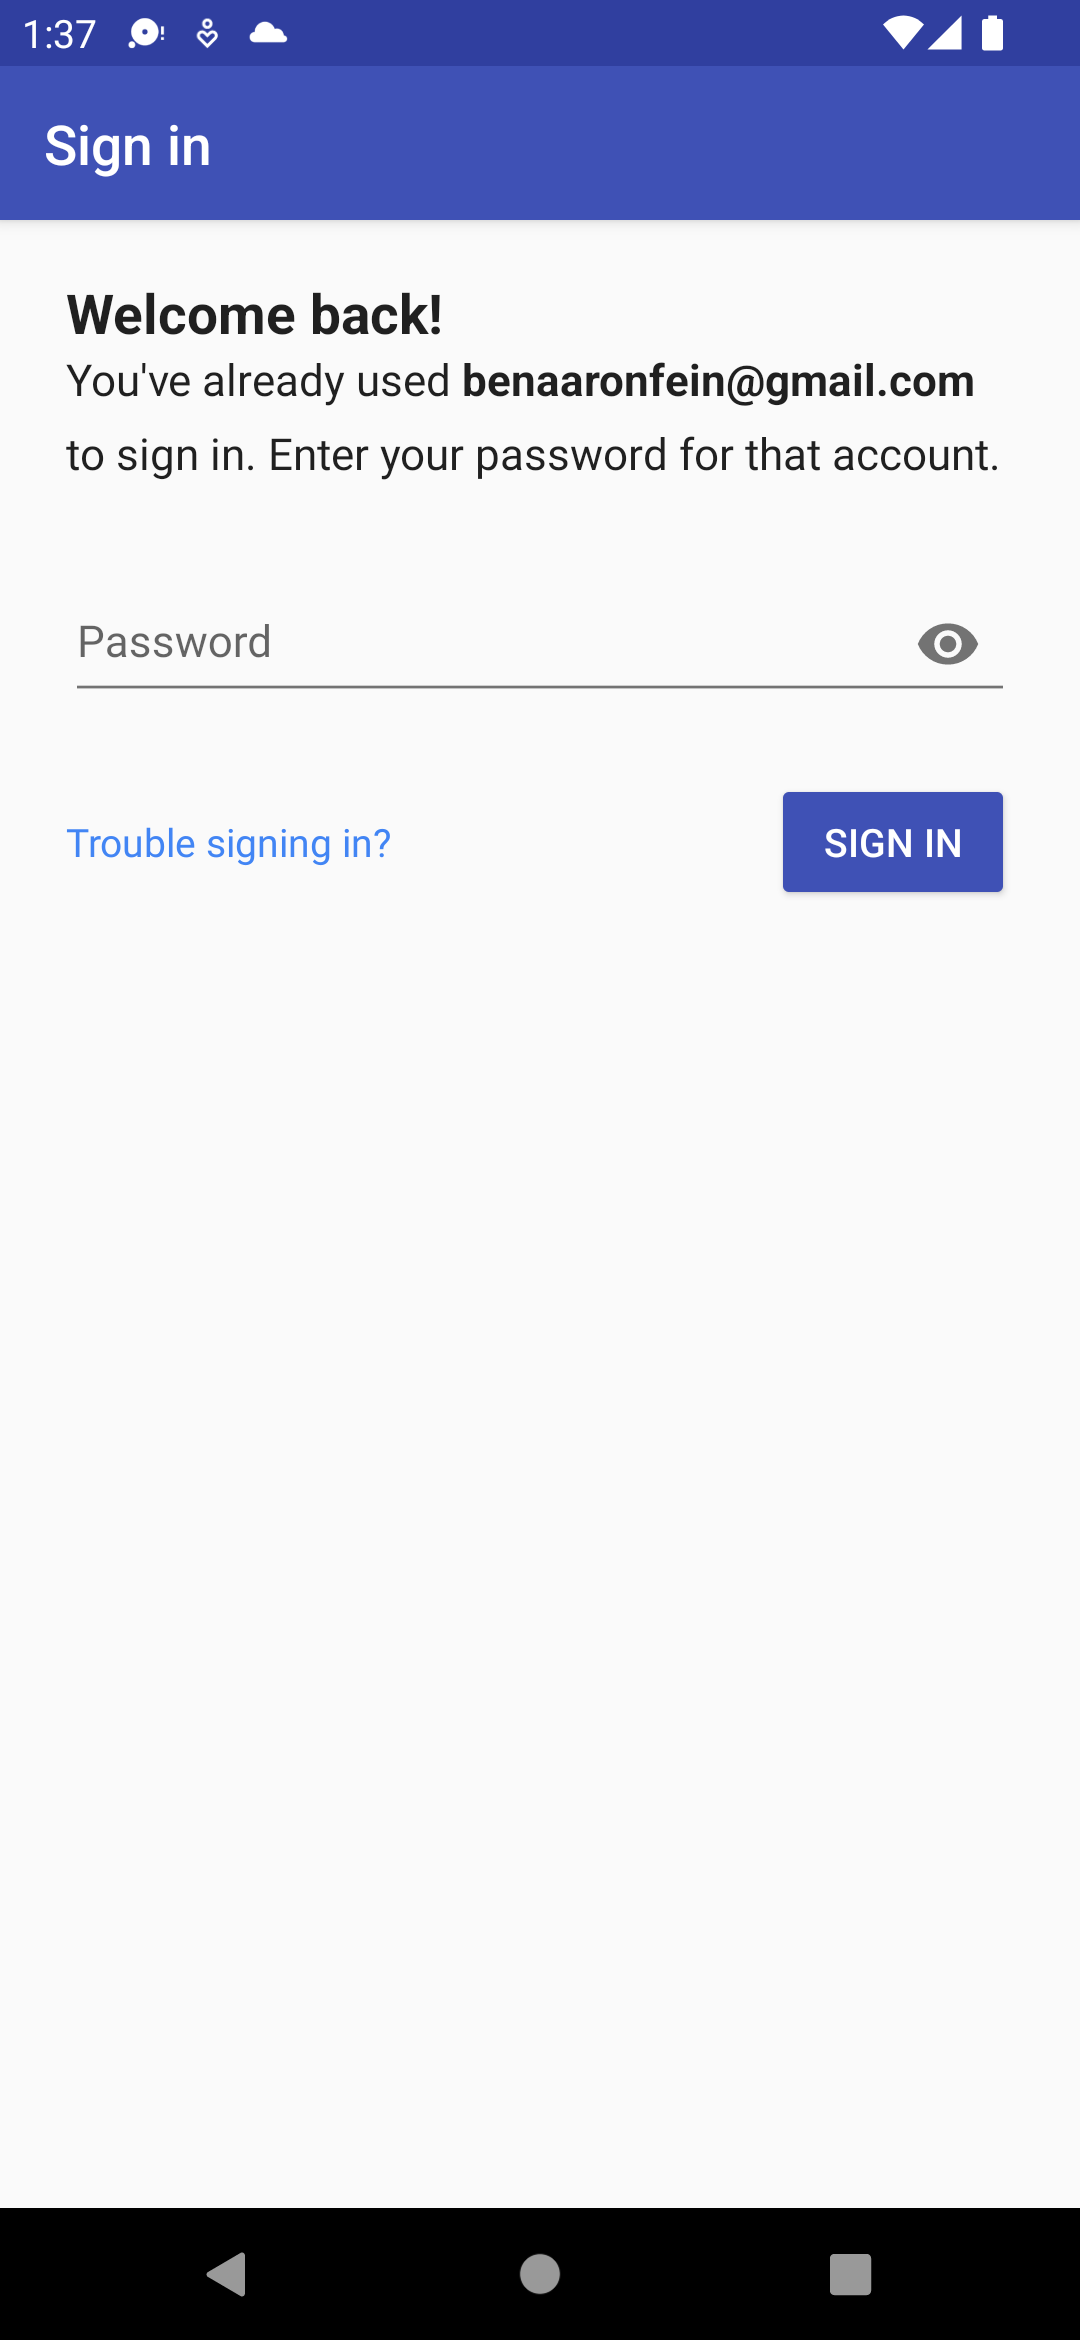 1:37
Sign in
Welcome back!
You've already used benaaronfein@gmail.com
to sign in. Enter your password for that account.
Password
Trouble signing in?
SIGN IN